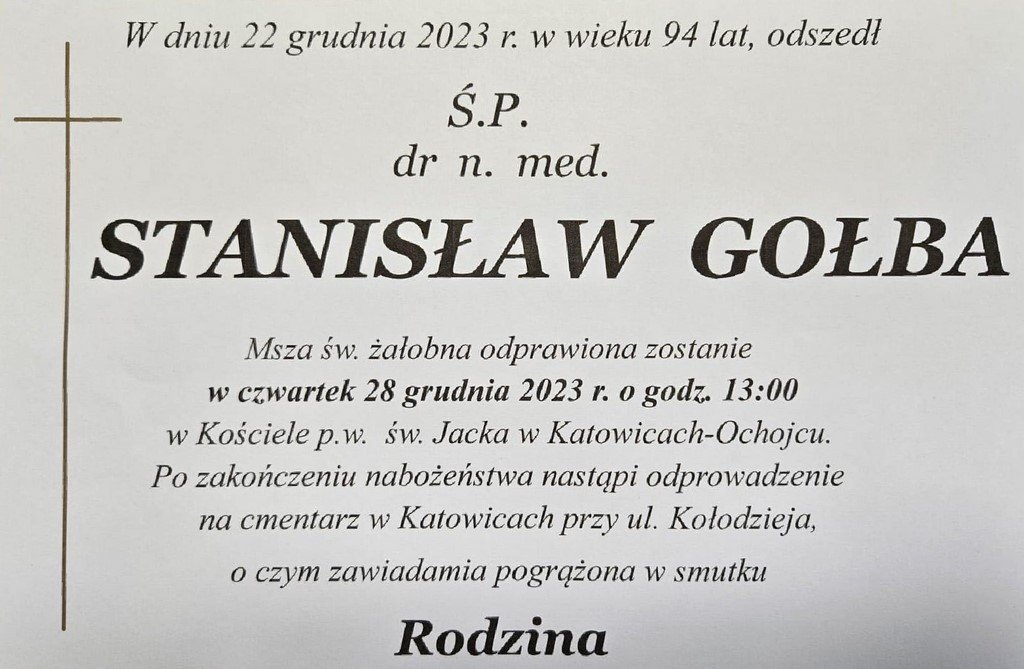 W dniu 22 grudnia 2023 r. w wieku 94 lat, odszedł
Ś.P.
dr n. med.
STANISŁAW GOŁBA
Msza św. żałobna odprawiona zostanie
w czwartek 28 grudnia 2023 r. o godz. 13:00
w Kościele p.w. św. Jacka w Katowicach-Ochojcu.
Po zakończeniu nabożeństwa nastąpi odprowadzenie
na cmentarz w Katowicach przy ul. Kołodzieja,
o czym zawiadamia pogrążona w smutku
Rodzina